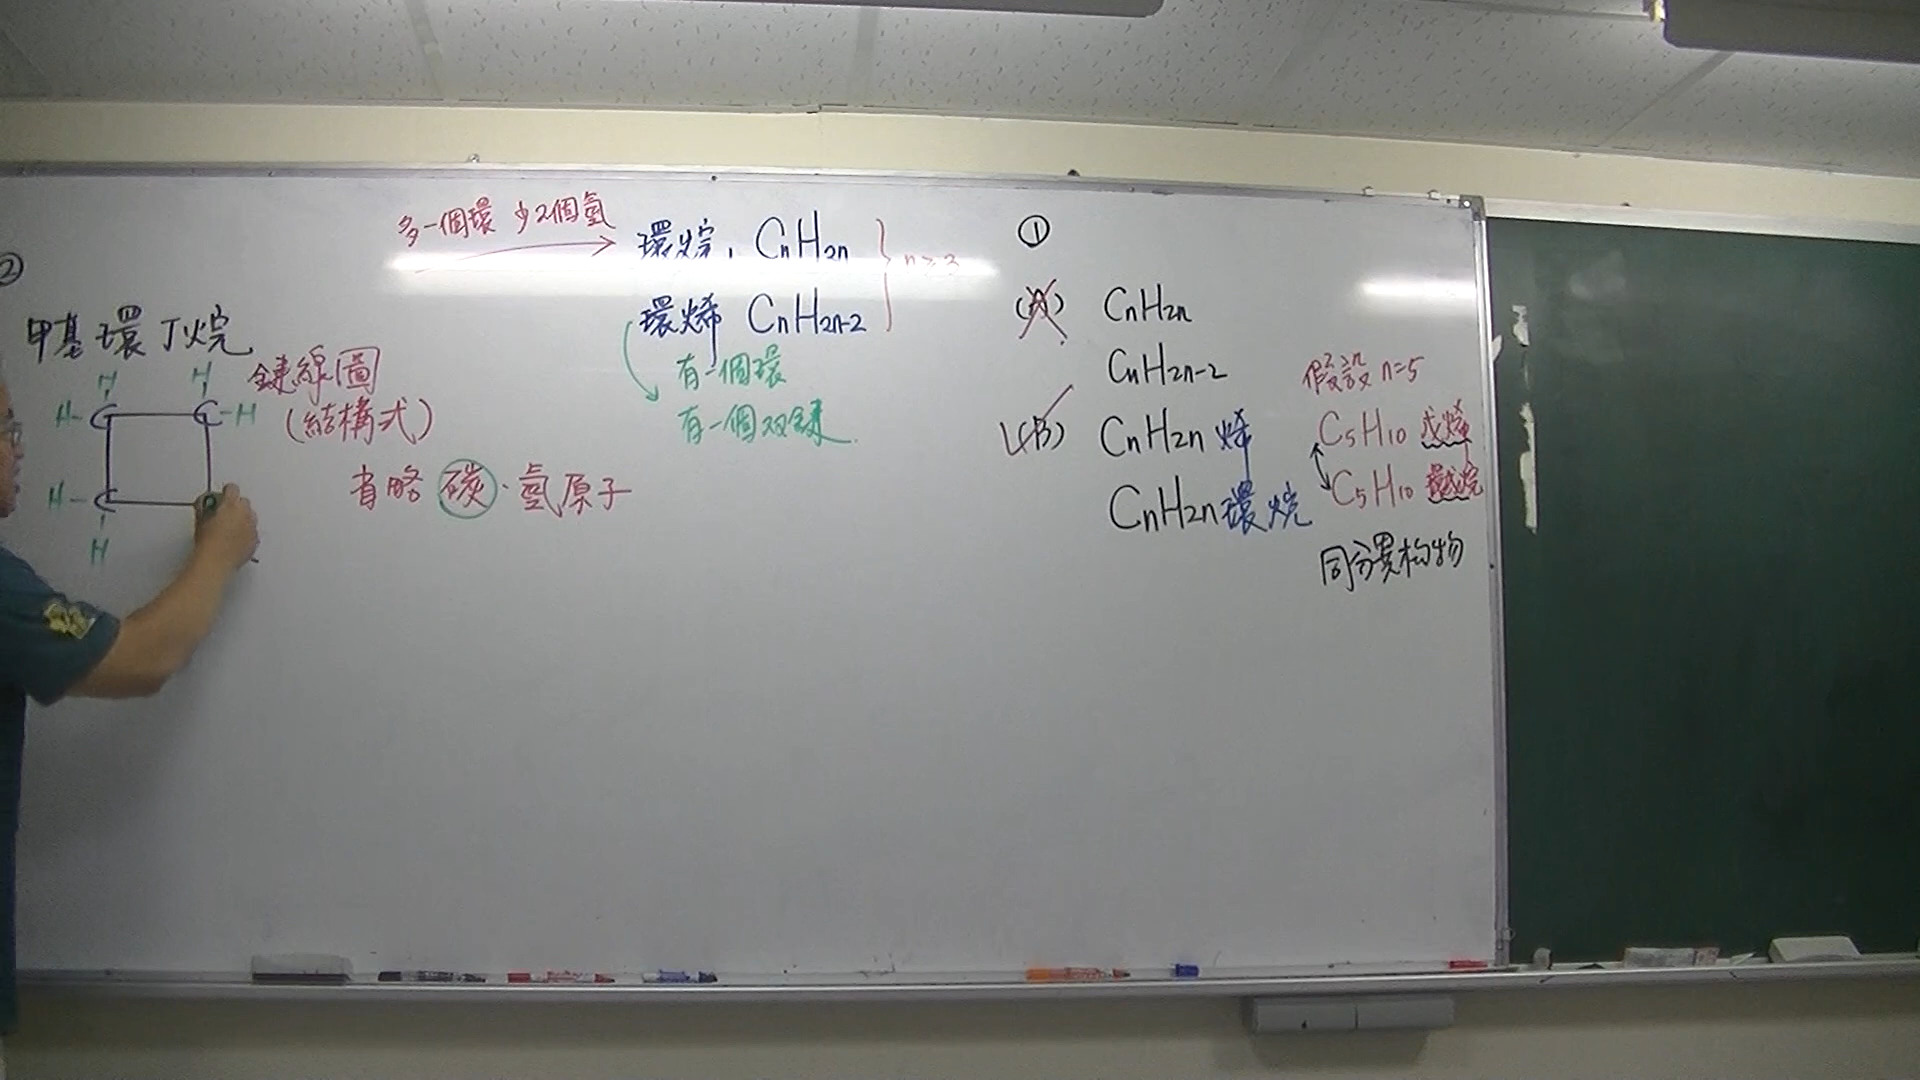 ②
甲基環丁烷
H H
H-C C-H
H-C
H
鍵線圖
(結構式)
省略 碳、氫原子
多一個環 少2個氫
環烷, CnH2n
環烯 CnH2n-2
n≥3
有一個環
有一個双鍵
①
(A) CnH2n
CnH2n-2
(B) CnH2n 烯
CnH2n 環烷
假設 n=5
C5H10 戊烯
C5H10 環戊烷
同分異構物